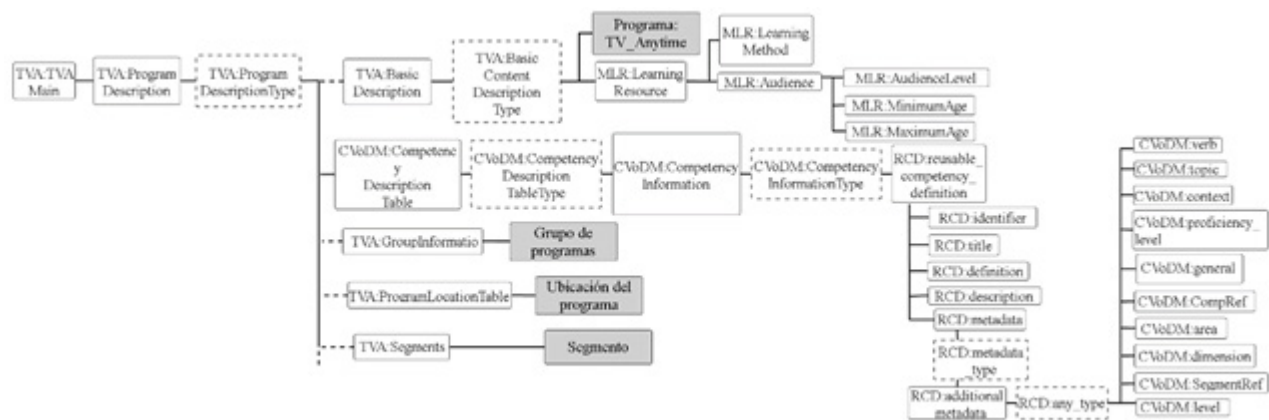 TVA:TVA
Main
TVA:Program
Description
TVA:Program
DescriptionType
TVA:Basic
Description
TVA:Basic
Content
Description
Type
Programa:
TV_Anytime
MLR:Learning
Resource
MLR:Learning
Method
MLR:Audience
MLR:AudienceLevel
MLR:MinimumAge
MLR:MaximumAge
CVoDM:Competenc
y
Description
Table
CVoDM:Competency
Description
TableType
CVoDM:Competency
Information
CVoDM:Competency
InformationType
RCD:reusable_
competency_
definition
RCD:identifier
RCD:title
RCD:definition
RCD:description
RCD:metadata
RCD:metadata
_type
RCD:additional
metadata
RCD:any_type
CVoDM:verb
CVoDM:topic
CVoDM:context
CVoDM:proficiency_
level
CVoDM:general
CVoDM:CompRef
CVoDM:area
CVoDM:dimension
CVoDM:SegmentRef
CVoDM:level
TVA:GroupInformatio
Grupo de
programas
TVA:ProgramLocationTable
Ubicación del
programa
TVA:Segments
Segmento